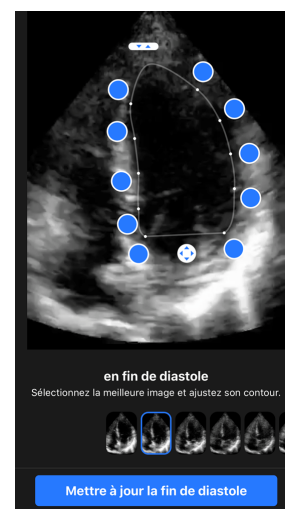 en fin de diastole
Sélectionnez la meilleure image et ajustez son contour.
Mettre à jour la fin de diastole